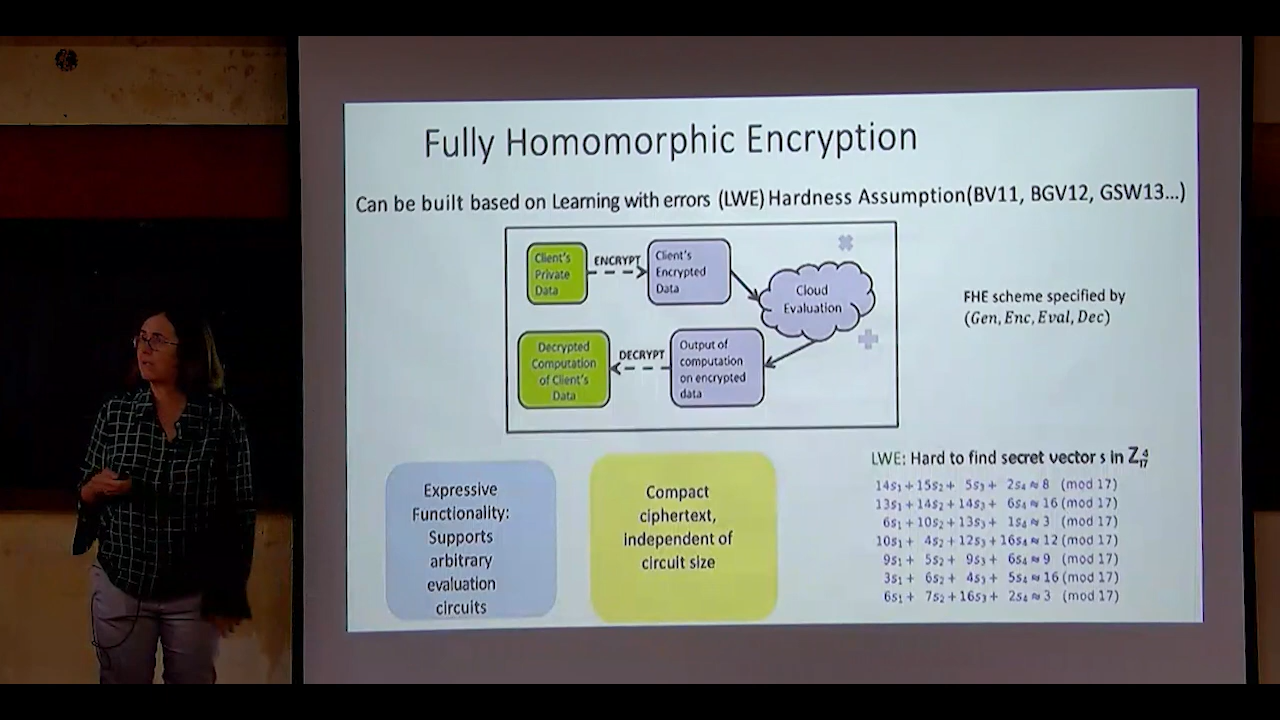 Fully Homomorphic Encryption
Can be built based on Learning with errors (LWE) Hardness Assumption(BV11, BGV12, GSW13...)
Client's
Private
Data
ENCRYPT
Client's
Encrypted
Data
Cloud
Evaluation
Decrypted
Computation
of Client's
Data
DECRYPT
Output of
computation
on encrypted
data
FHE scheme specified by
(Gen, Enc, Eval, Dec)
Expressive
Functionality:
Supports
arbitrary
evaluation
circuits
Compact
ciphertext,
independent of
circuit size
LWE: Hard to find secret vector s in Z₁₇⁴
14s₁ + 15s₂ + 5s₃ + 2s₄ ≈ 8 (mod 17)
13s₁ + 14s₂ + 14s₃ + 6s₄ ≈ 16 (mod 17)
6s₁ + 10s₂ + 13s₃ + 1s₄ ≈ 3 (mod 17)
10s₁ + 4s₂ + 12s₃ + 16s₄ ≈ 12 (mod 17)
9s₁ + 5s₂ + 9s₃ + 6s₄ ≈ 9 (mod 17)
3s₁ + 6s₂ + 4s₃ + 5s₄ ≈ 16 (mod 17)
6s₁ + 7s₂ + 16s₃ + 2s₄ ≈ 3 (mod 17)